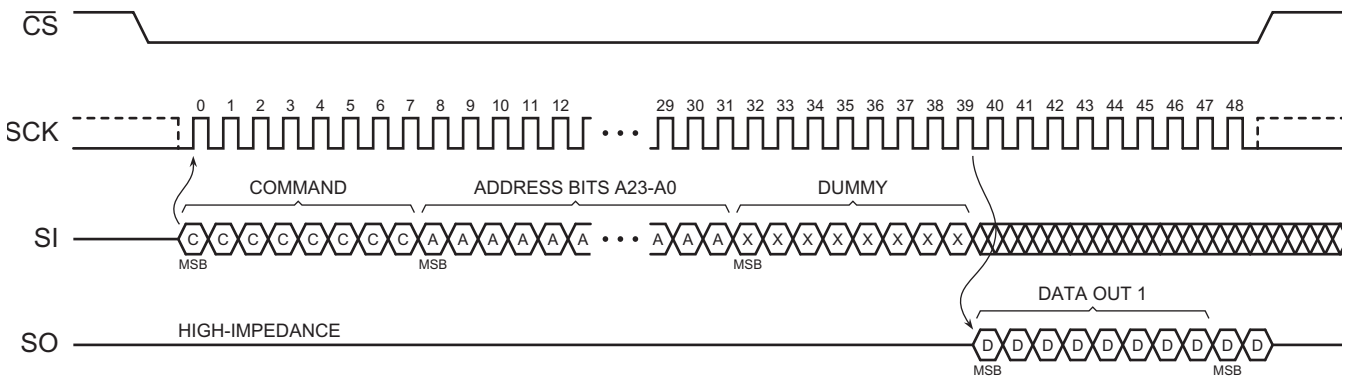 CS
0 1 2 3 4 5 6 7 8 9 10 11 12 29 30 31 32 33 34 35 36 37 38 39 40 41 42 43 44 45 46 47 48
SCK • • •
COMMAND ADDRESS BITS A23-A0 DUMMY
SI C C C C C C C C A A A A A A • • • A A A X X X X X X X X
MSB MSB MSB
DATA OUT 1
HIGH-IMPEDANCE
SO D D D D D D D D D D
MSB MSB